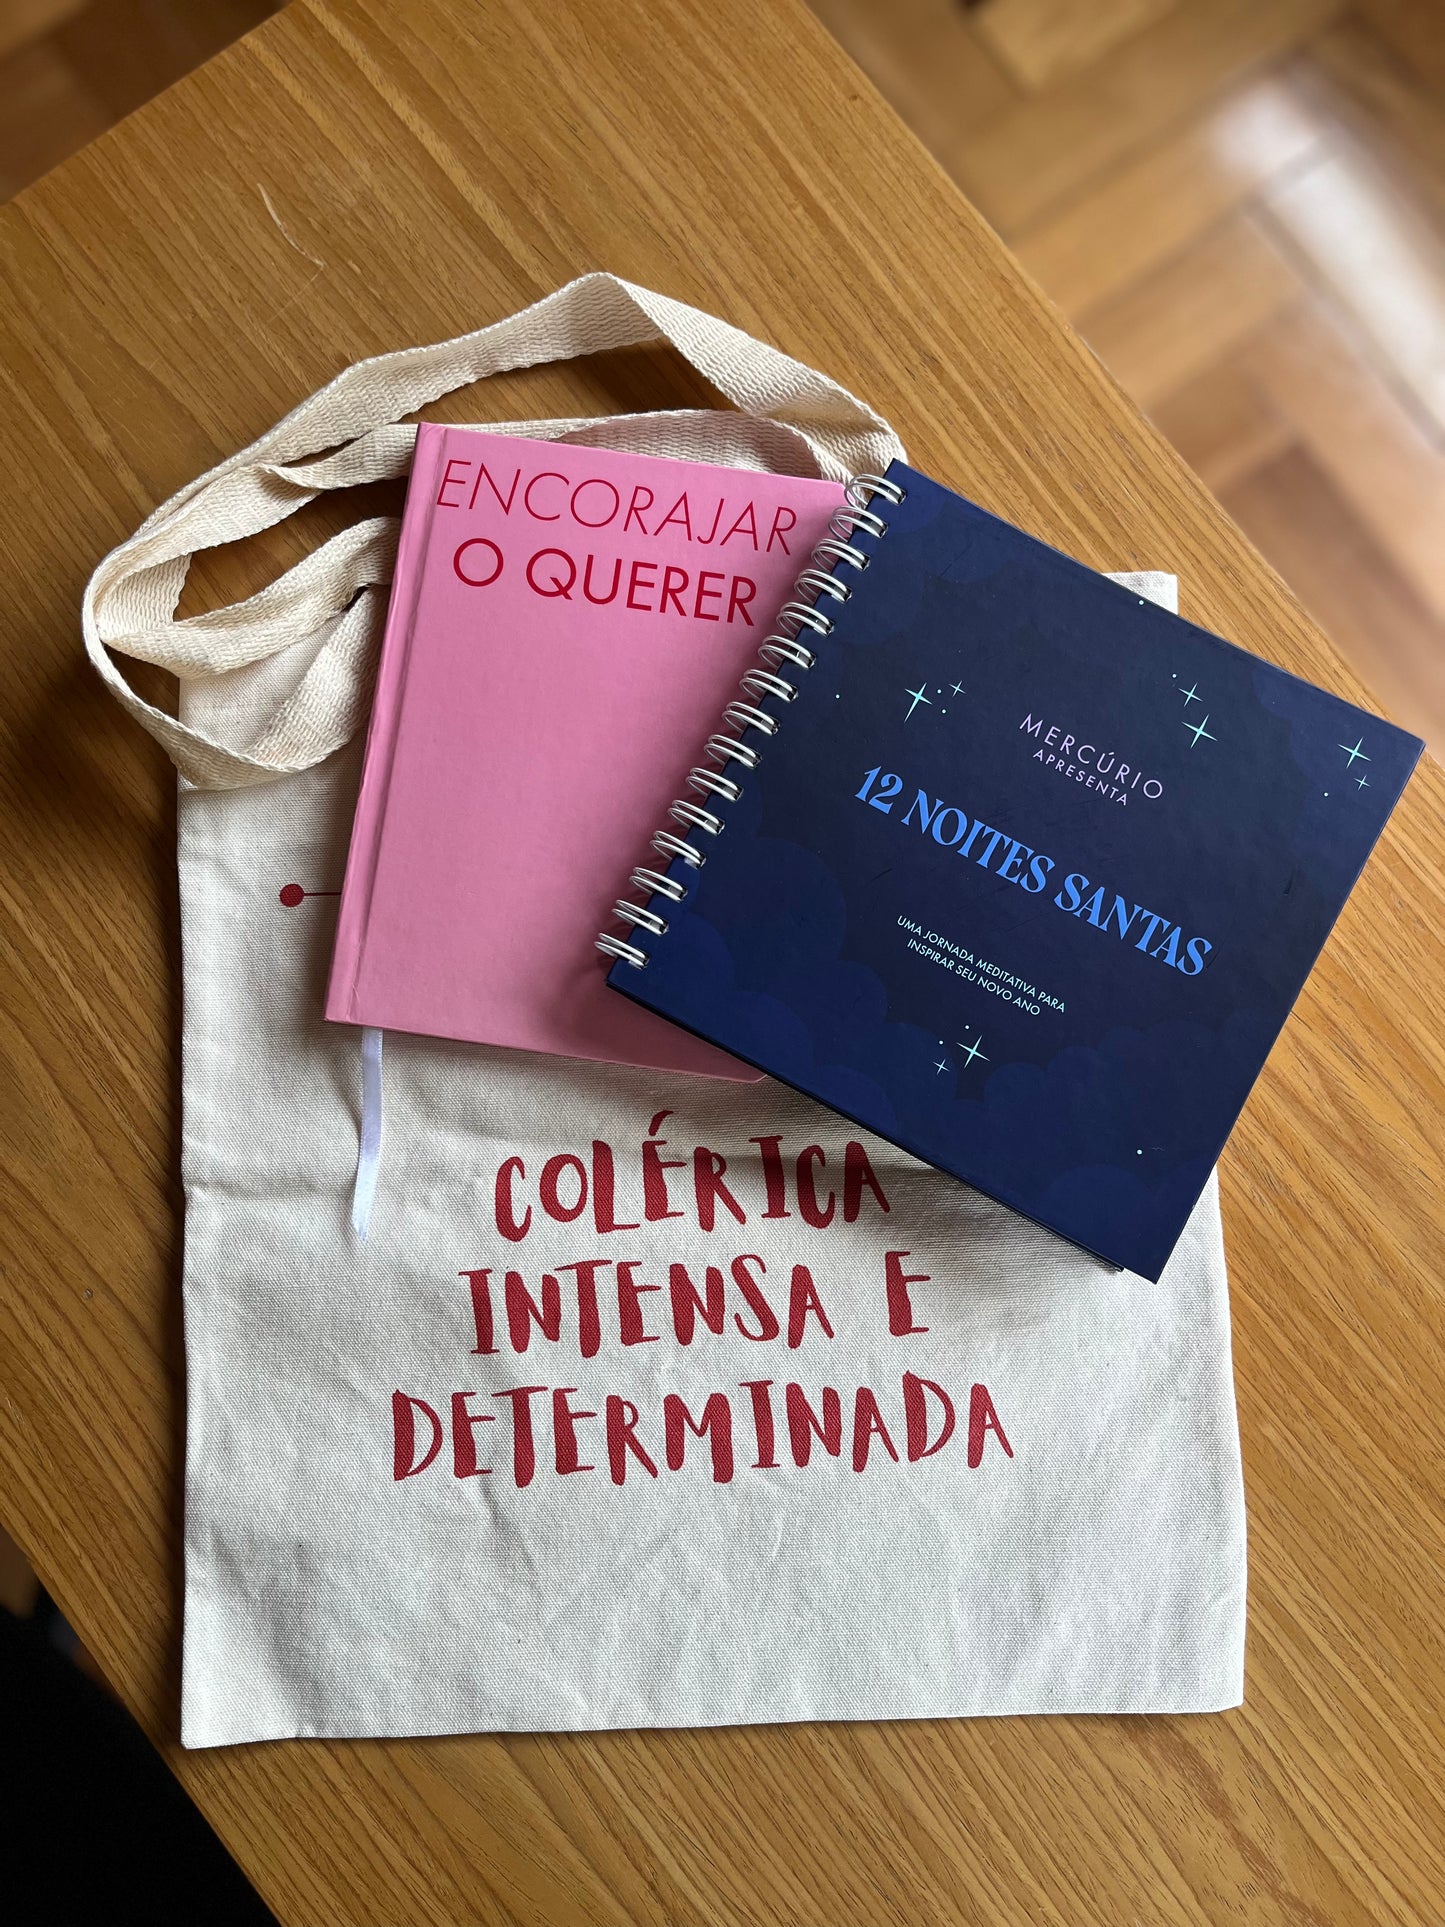 ENCORAJAR
O QUERER
MERCÚRIO
APRESENTA
12 NOITES SANTAS
UMA JORNADA MEDITATIVA PARA
INSPIRAR SEU NOVO ANO
COLÉRICA
INTENSA E
DETERMINADA